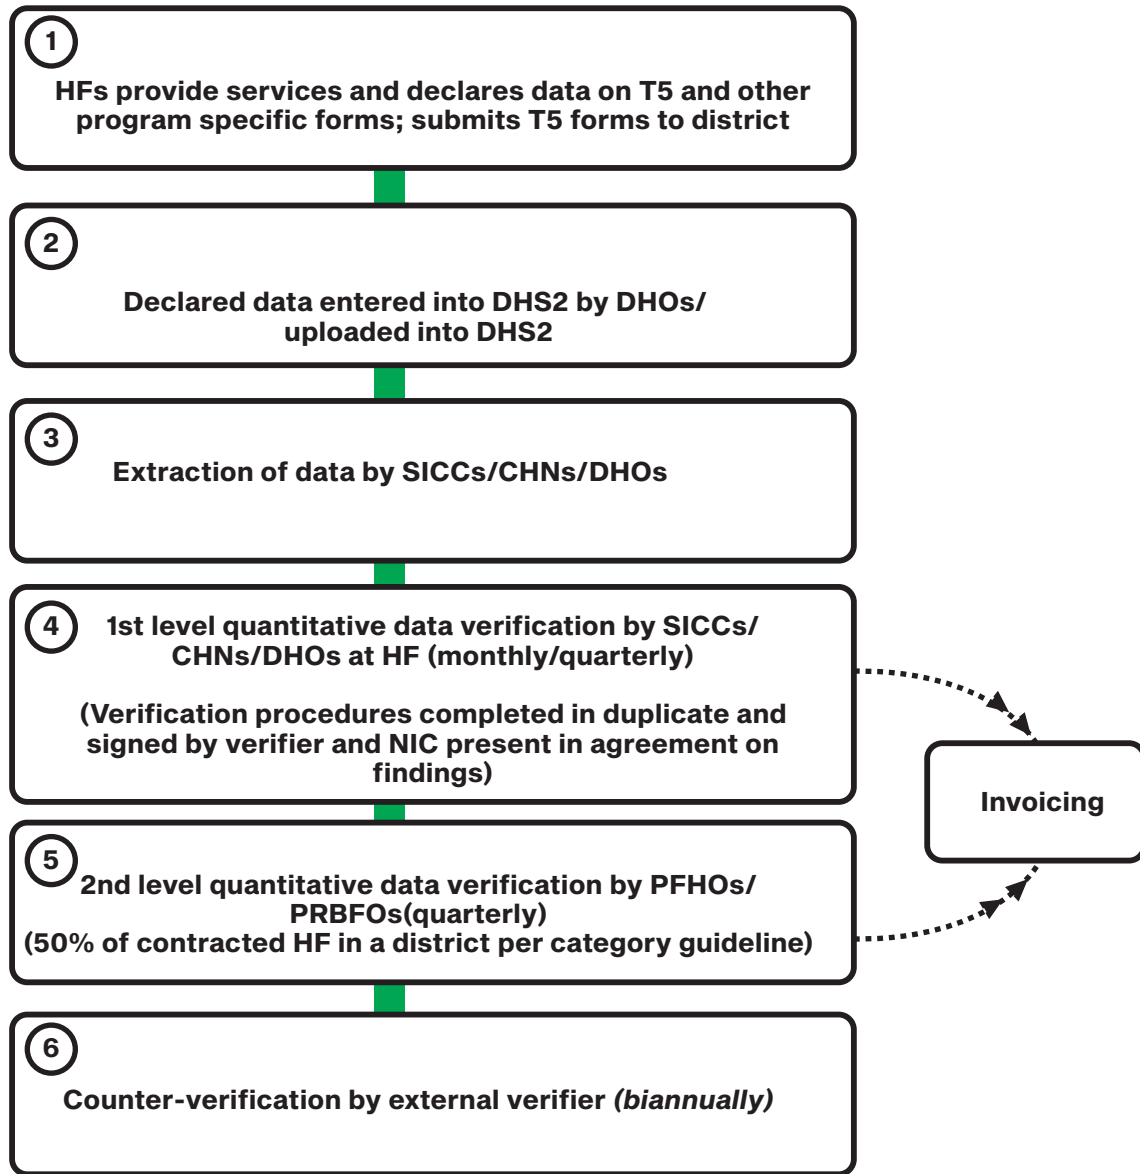 1
HFs provide services and declares data on T5 and other
program specific forms; submits T5 forms to district
2
Declared data entered into DHS2 by DHOs/
uploaded into DHS2
3
Extraction of data by SICCs/CHNs/DHOs
4
1st level quantitative data verification by SICCs/
CHNs/DHOs at HF (monthly/quarterly)
(Verification procedures completed in duplicate and
signed by verifier and NIC present in agreement on
findings)
Invoicing
5
2nd level quantitative data verification by PFHOs/
PRBFOs(quarterly)
(50% of contracted HF in a district per category guideline)
6
Counter-verification by external verifier (biannually)